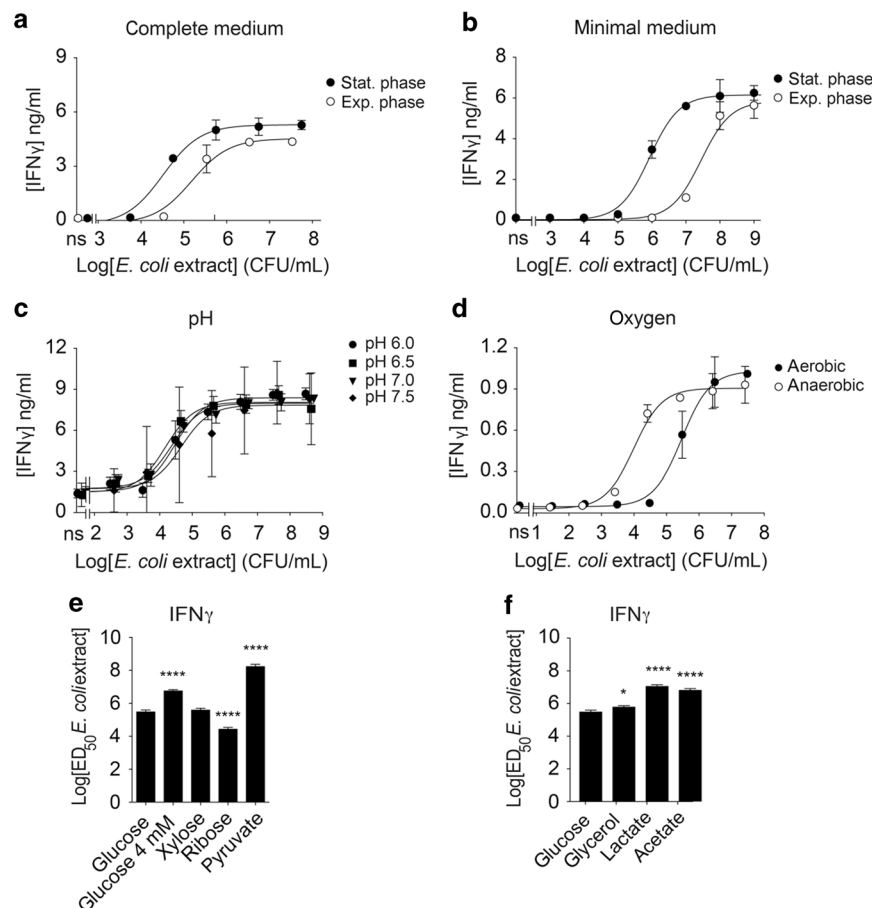 a
Complete medium
9
6
3
0
[IFNγ] ng/ml
ns 3 4 5 6 7 8
Log[E. coli extract] (CFU/mL)
Stat. phase
Exp. phase
b
Minimal medium
8
6
4
2
0
[IFNγ] ng/ml
ns 3 4 5 6 7 8 9
Log[E. coli extract] (CFU/mL)
Stat. phase
Exp. phase
c
pH
12
9
6
3
0
[IFNγ] ng/ml
ns 2 3 4 5 6 7 8 9
Log[E. coli extract] (CFU/mL)
pH 6.0
pH 6.5
pH 7.0
pH 7.5
d
Oxygen
1.2
0.9
0.6
0.3
0.0
[IFNγ] ng/ml
ns 1 2 3 4 5 6 7 8
Log[E. coli extract] (CFU/mL)
Aerobic
Anaerobic
e
IFNγ
10
8
6
4
2
0
Log[ED50 E. coli extract]
****
****
****
Glucose
Glucose 4 mM
Xylose
Ribose
Pyruvate
f
IFNγ
10
8
6
4
2
0
Log[ED50 E. coli extract]
*
****
****
Glucose
Glycerol
Lactate
Acetate